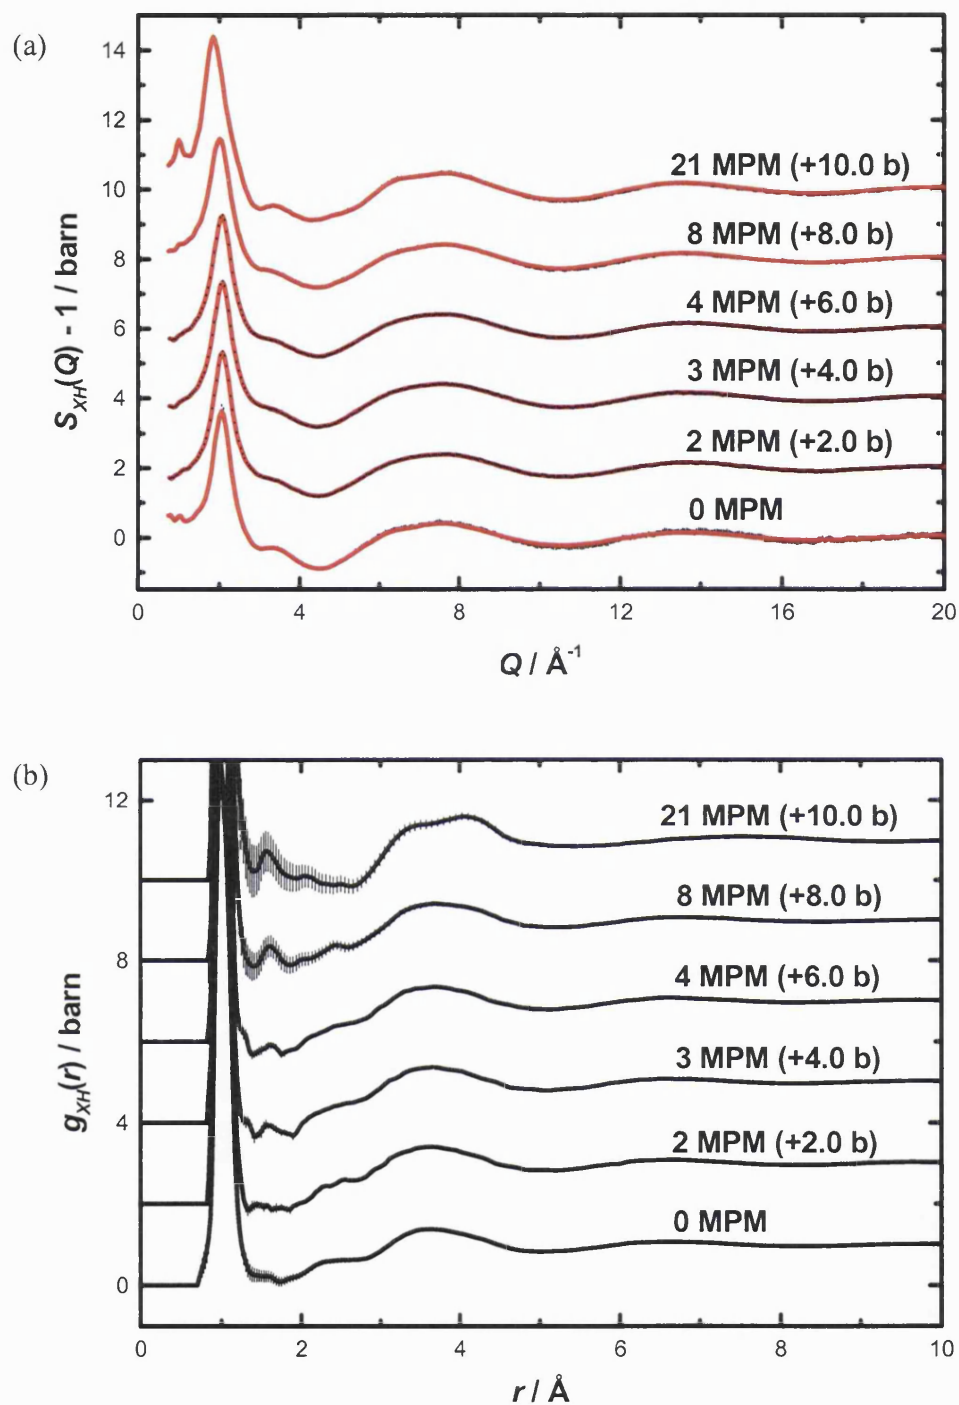 (a)
14
12
10
8
6
4
2
0
S_XH(Q) - 1 / barn
21 MPM (+10.0 b)
8 MPM (+8.0 b)
4 MPM (+6.0 b)
3 MPM (+4.0 b)
2 MPM (+2.0 b)
0 MPM
0 4 8 12 16 20
Q / Å⁻¹
(b)
12
8
4
0
g_XH(r) / barn
21 MPM (+10.0 b)
8 MPM (+8.0 b)
4 MPM (+6.0 b)
3 MPM (+4.0 b)
2 MPM (+2.0 b)
0 MPM
0 2 4 6 8 10
r / Å